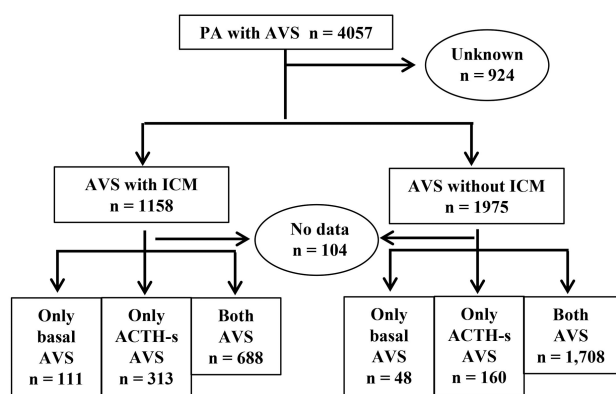 PA with AVS n = 4057
Unknown
n = 924
AVS with ICM
n = 1158
AVS without ICM
n = 1975
No data
n = 104
Only
basal
AVS
n = 111
Only
ACTH-s
AVS
n = 313
Both
AVS
n = 688
Only
basal
AVS
n = 48
Only
ACTH-s
AVS
n = 160
Both
AVS
n = 1,708